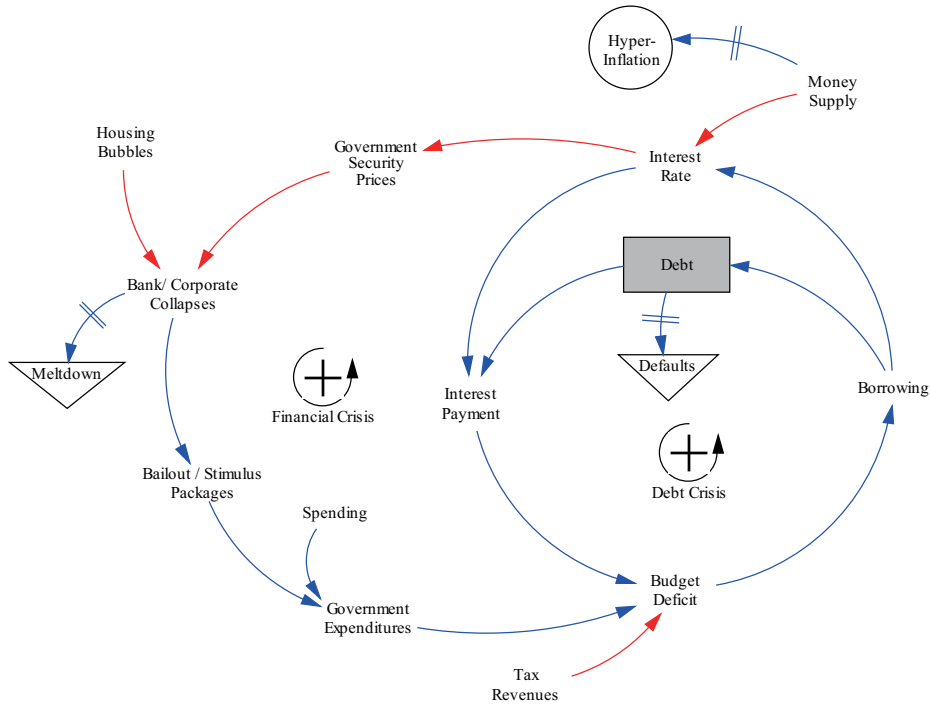 Hyper-
Inflation
Money
Supply
Housing
Bubbles
Government
Security
Prices
Interest
Rate
Bank/ Corporate
Collapses
Debt
Meltdown
Defaults
Financial Crisis
Interest
Payment
Borrowing
Bailout / Stimulus
Packages
Debt Crisis
Spending
Government
Expenditures
Budget
Deficit
Tax
Revenues